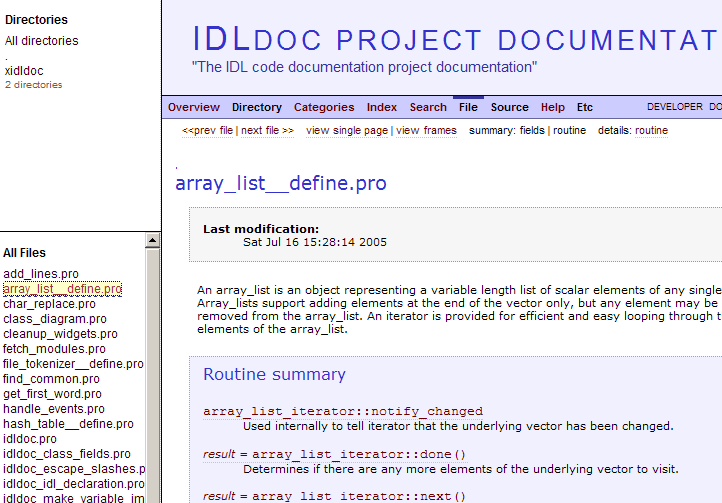 Directories
All directories
.
xidldoc
2 directories
All Files
add_lines.pro
array_list__define.pro
char_replace.pro
class_diagram.pro
cleanup_widgets.pro
fetch_modules.pro
file_tokenizer__define.pro
find_common.pro
get_first_word.pro
handle_events.pro
hash_table__define.pro
idldoc.pro
idldoc_class_fields.pro
idldoc_escape_slashes.p
idldoc_idl_declaration.pro
idldoc_make_variable_im
IDLDOC PROJECT DOCUMENTAT
"The IDL code documentation project documentation"
Overview Directory Categories Index Search File Source Help Etc DEVELOPER DO
<<prev file | next file >> view single page | view frames summary: fields | routine details: routine
.
array_list__define.pro
Last modification:
Sat Jul 16 15:28:14 2005
An array_list is an object representing a variable length list of scalar elements of any single
Array_lists support adding elements at the end of the vector only, but any element may be
removed from the array_list. An iterator is provided for efficient and easy looping through t
elements of the array_list.
Routine summary
array_list_iterator::notify_changed
Used internally to tell iterator that the underlying vector has been changed.
result = array_list_iterator::done()
Determines if there are any more elements of the underlying vector to visit.
result = array_list_iterator::next()